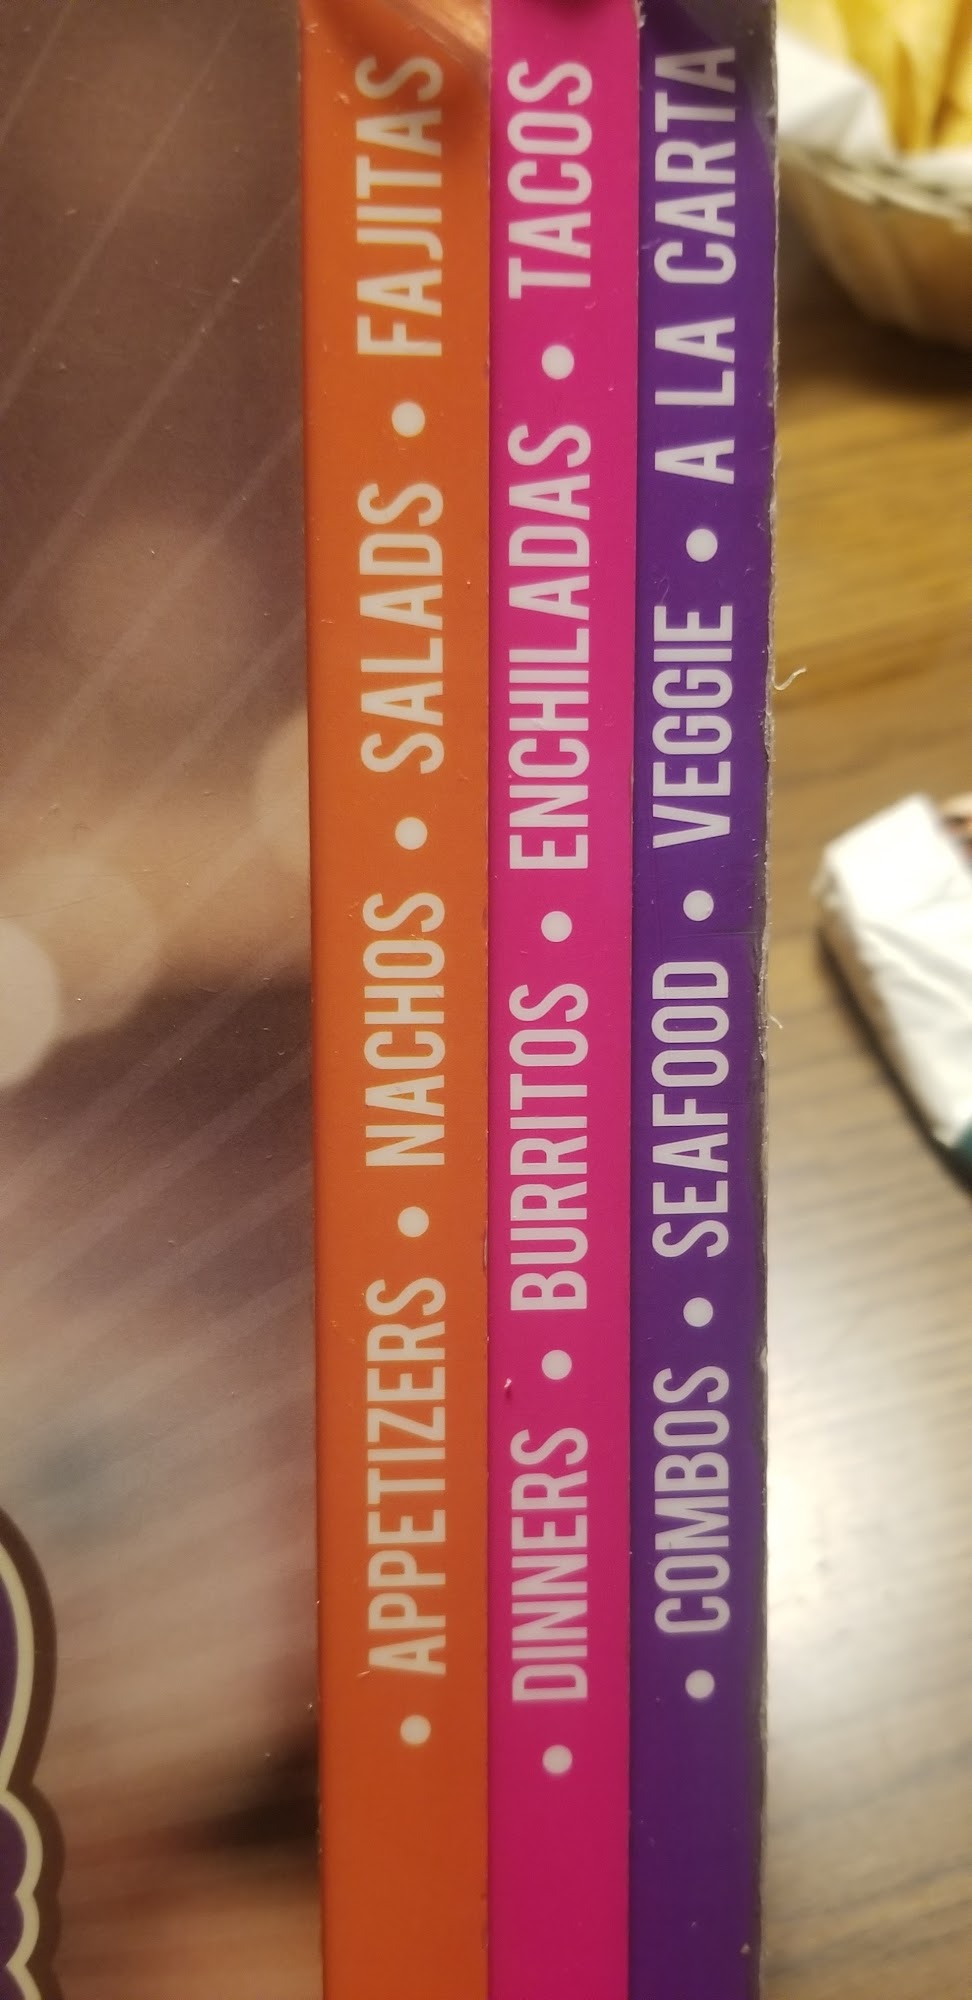 • APPETIZERS • NACHOS • SALADS • FAJITAS
• DINNERS • BURRITOS • ENCHILADAS • TACOS
• COMBOS • SEAFOOD • VEGGIE • A LA CARTA